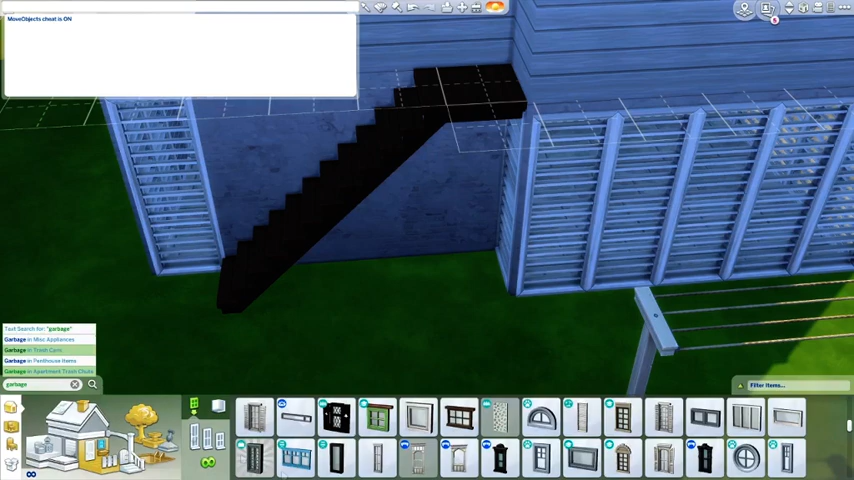 MoveObjects cheat is ON
5
Text Search for: "garbage"
Garbage in Misc Appliances
Garbage in Trash Cans
Garbage in Penthouse Items
Garbage in Apartment Trash Chute
garbage
Filter Items...